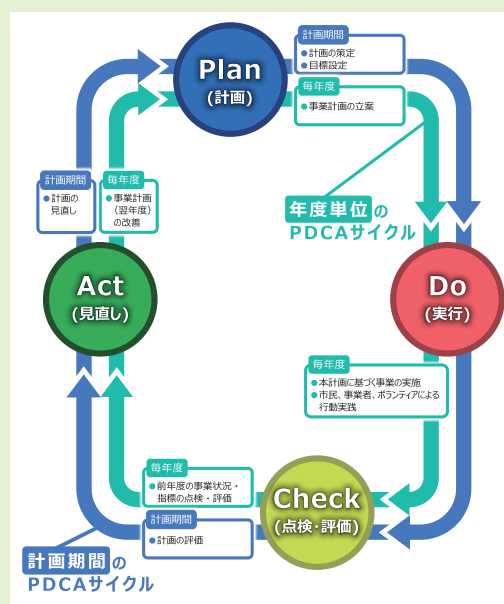 Plan
(計画)
計画期間
●計画の策定
●目標設定
毎年度
●事業計画の立案
年度単位の
PDCAサイクル
Do
(実行)
毎年度
●本計画に基づく事業の実施
●市民、事業者、ボランティアによる
行動実践
Check
(点検・評価)
毎年度
●前年度の事業状況・
指標の点検・評価
計画期間
●計画の評価
計画期間の
PDCAサイクル
Act
(見直し)
計画期間
●計画の
見直し
毎年度
●事業計画
(翌年度)
の改善